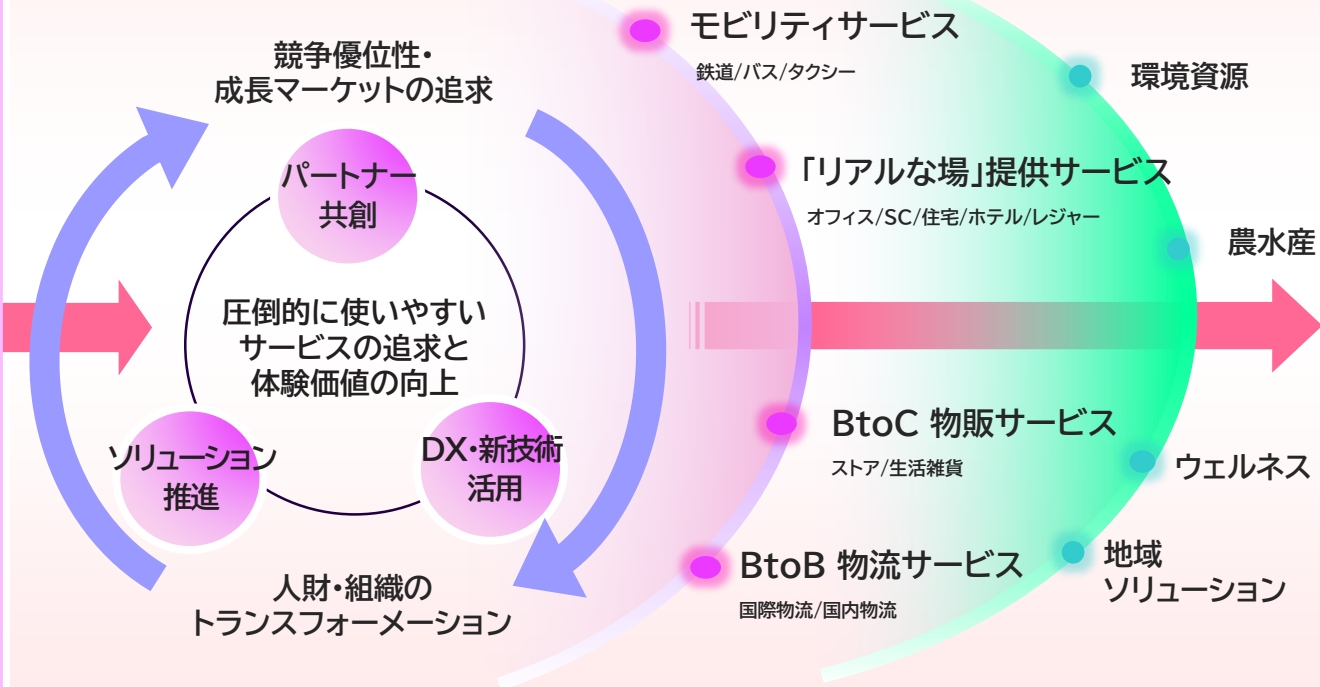 競争優位性・
成長マーケットの追求
パートナー
共創
圧倒的に使いやすい
サービスの追求と
体験価値の向上
ソリューション
推進
DX・新技術
活用
人財・組織の
トランスフォーメーション
モビリティサービス
鉄道/バス/タクシー
「リアルな場」提供サービス
オフィス/SC/住宅/ホテル/レジャー
BtoC 物販サービス
ストア/生活雑貨
BtoB 物流サービス
国際物流/国内物流
環境資源
農水産
ウェルネス
地域
ソリューション